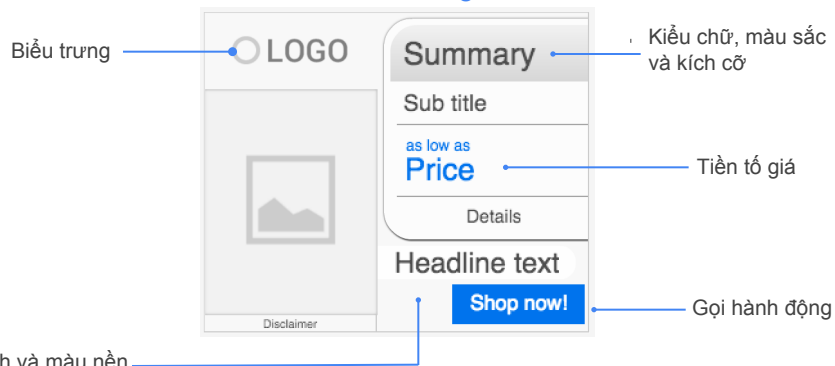 Biểu trưng
LOGO
Summary
Kiểu chữ, màu sắc
và kích cỡ
Sub title
as low as
Price
Tiền tố giá
Details
Headline text
Shop now!
Gọi hành động
Disclaimer
và màu nền